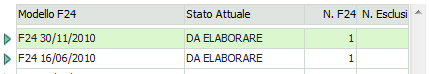 Modello F24 Stato Attuale N. F24 N. Esclusi
F24 30/11/2010 DA ELABORARE 1
F24 16/06/2010 DA ELABORARE 1